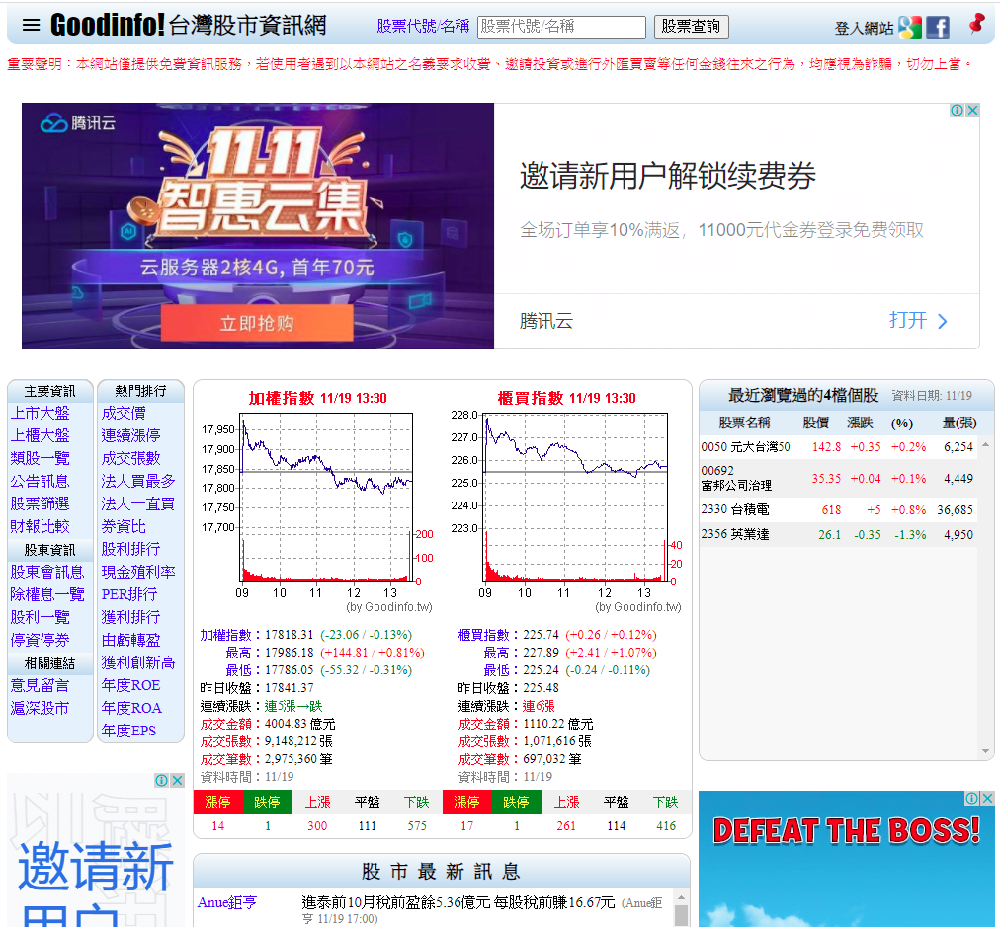 ☰ Goodinfo! 台灣股市資訊網 股票代號/名稱 股票代號/名稱 股票查詢 登入網站
重要聲明：本網站僅提供免費資訊服務，若使用者遇到以本網站之名義要求收費、邀請投資或進行外匯買賣等任何金錢往來之行為，均應視為詐騙，切勿上當。
腾讯云
11.11
智惠云集
云服务器2核4G, 首年70元
立即抢购
邀请新用户解锁续费券
全场订单享10%满返，11000元代金券登录免费领取
腾讯云 打开
主要資訊
上市大盤
上櫃大盤
類股一覽
公告訊息
股票篩選
財報比較
股東資訊
股東會訊息
除權息一覽
股利一覽
停資停券
相關連結
意見留言
滬深股市
熱門排行
成交價
連續漲停
成交張數
法人買最多
法人一直買
券資比
股利排行
現金殖利率
PER排行
獲利排行
由虧轉盈
獲利創新高
年度ROE
年度ROA
年度EPS
加權指數 11/19 13:30
17,950
17,900
17,850
17,800
17,750
17,700
200
100
0
09 10 11 12 13
(by Goodinfo.tw)
櫃買指數 11/19 13:30
228.0
227.0
226.0
225.0
224.0
223.0
40
20
0
09 10 11 12 13
(by Goodinfo.tw)
加權指數：17818.31 (-23.06 / -0.13%)
最高：17986.18 (+144.81 / +0.81%)
最低：17786.05 (-55.32 / -0.31%)
昨日收盤：17841.37
連續漲跌：連5漲→跌
成交金額：4004.83 億元
成交張數：9,148,212 張
成交筆數：2,975,360 筆
資料時間：11/19
櫃買指數：225.74 (+0.26 / +0.12%)
最高：227.89 (+2.41 / +1.07%)
最低：225.24 (-0.24 / -0.11%)
昨日收盤：225.48
連續漲跌：連6漲
成交金額：1110.22 億元
成交張數：1,071,616 張
成交筆數：697,032 筆
資料時間：11/19
漲停 跌停 上漲 平盤 下跌 漲停 跌停 上漲 平盤 下跌
14 1 300 111 575 17 1 261 114 416
股市最新訊息
Anue鉅亨 進泰前10月稅前盈餘5.36億元 每股稅前賺16.67元 (Anue鉅
亨 11/19 17:00)
最近瀏覽過的4檔個股 資料日期: 11/19
股票名稱 股價 漲跌 (%) 量(張)
0050 元大台灣50 142.8 +0.35 +0.2% 6,254
00692
富邦公司治理 35.35 +0.04 +0.1% 4,449
2330 台積電 618 +5 +0.8% 36,685
2356 英業達 26.1 -0.35 -1.3% 4,950
邀请新
用户
DEFEAT THE BOSS!